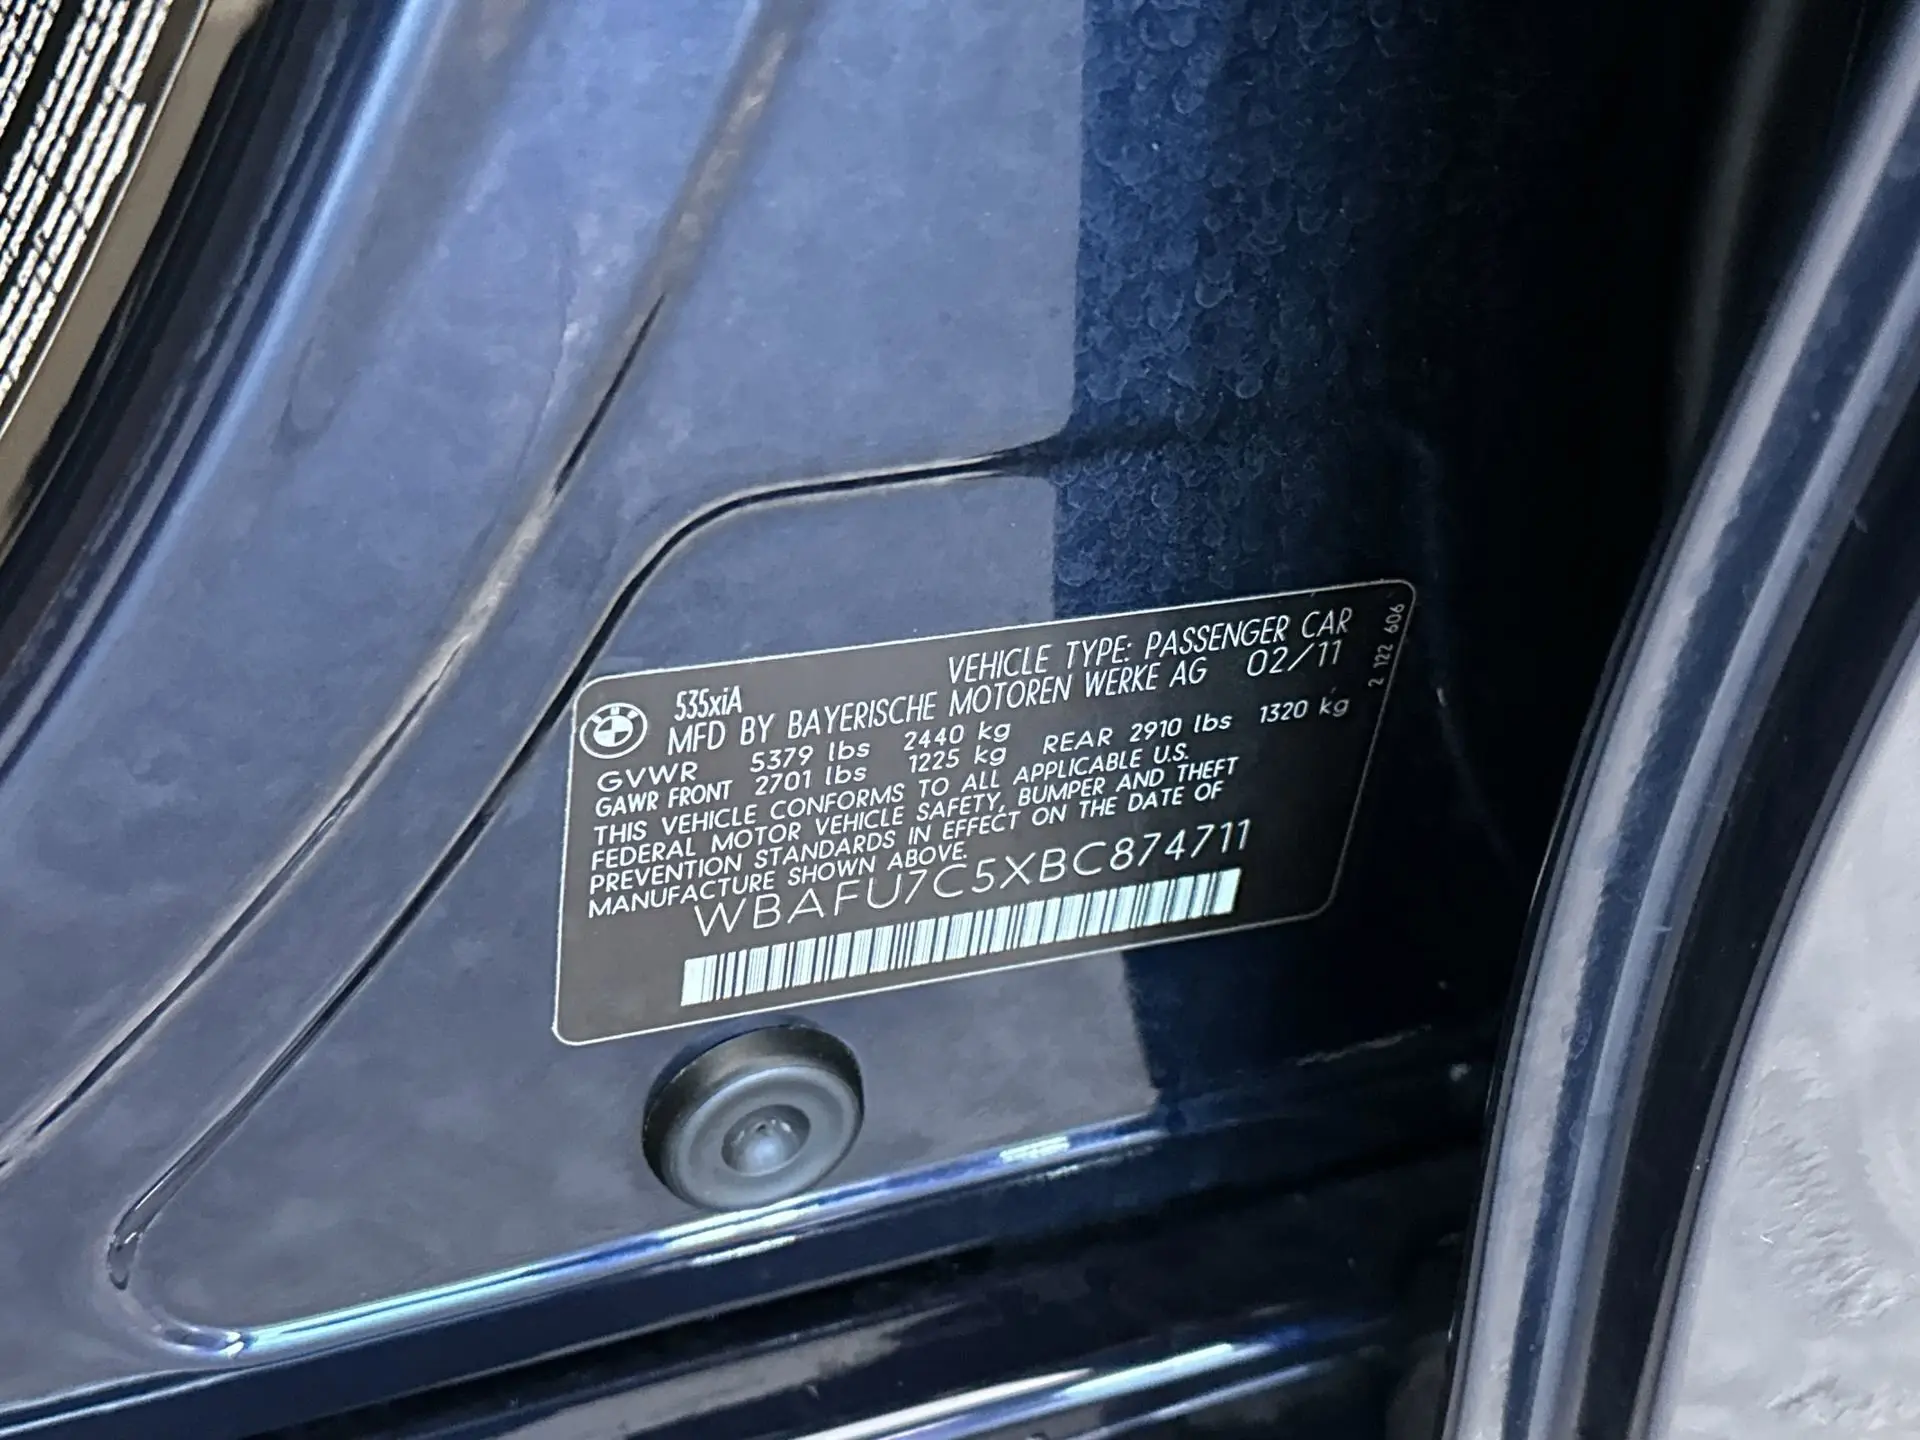 VEHICLE TYPE: PASSENGER CAR
535xiA
MFD BY BAYERISCHE MOTOREN WERKE AG 02/11
GVWR 5379 lbs 2440 kg
GAWR FRONT 2701 lbs 1225 kg REAR 2910 lbs 1320 kg
THIS VEHICLE CONFORMS TO ALL APPLICABLE U.S.
FEDERAL MOTOR VEHICLE SAFETY, BUMPER AND THEFT
PREVENTION STANDARDS IN EFFECT ON THE DATE OF
MANUFACTURE SHOWN ABOVE.
WBAFU7C5XBC874711
2 122 606
BMW